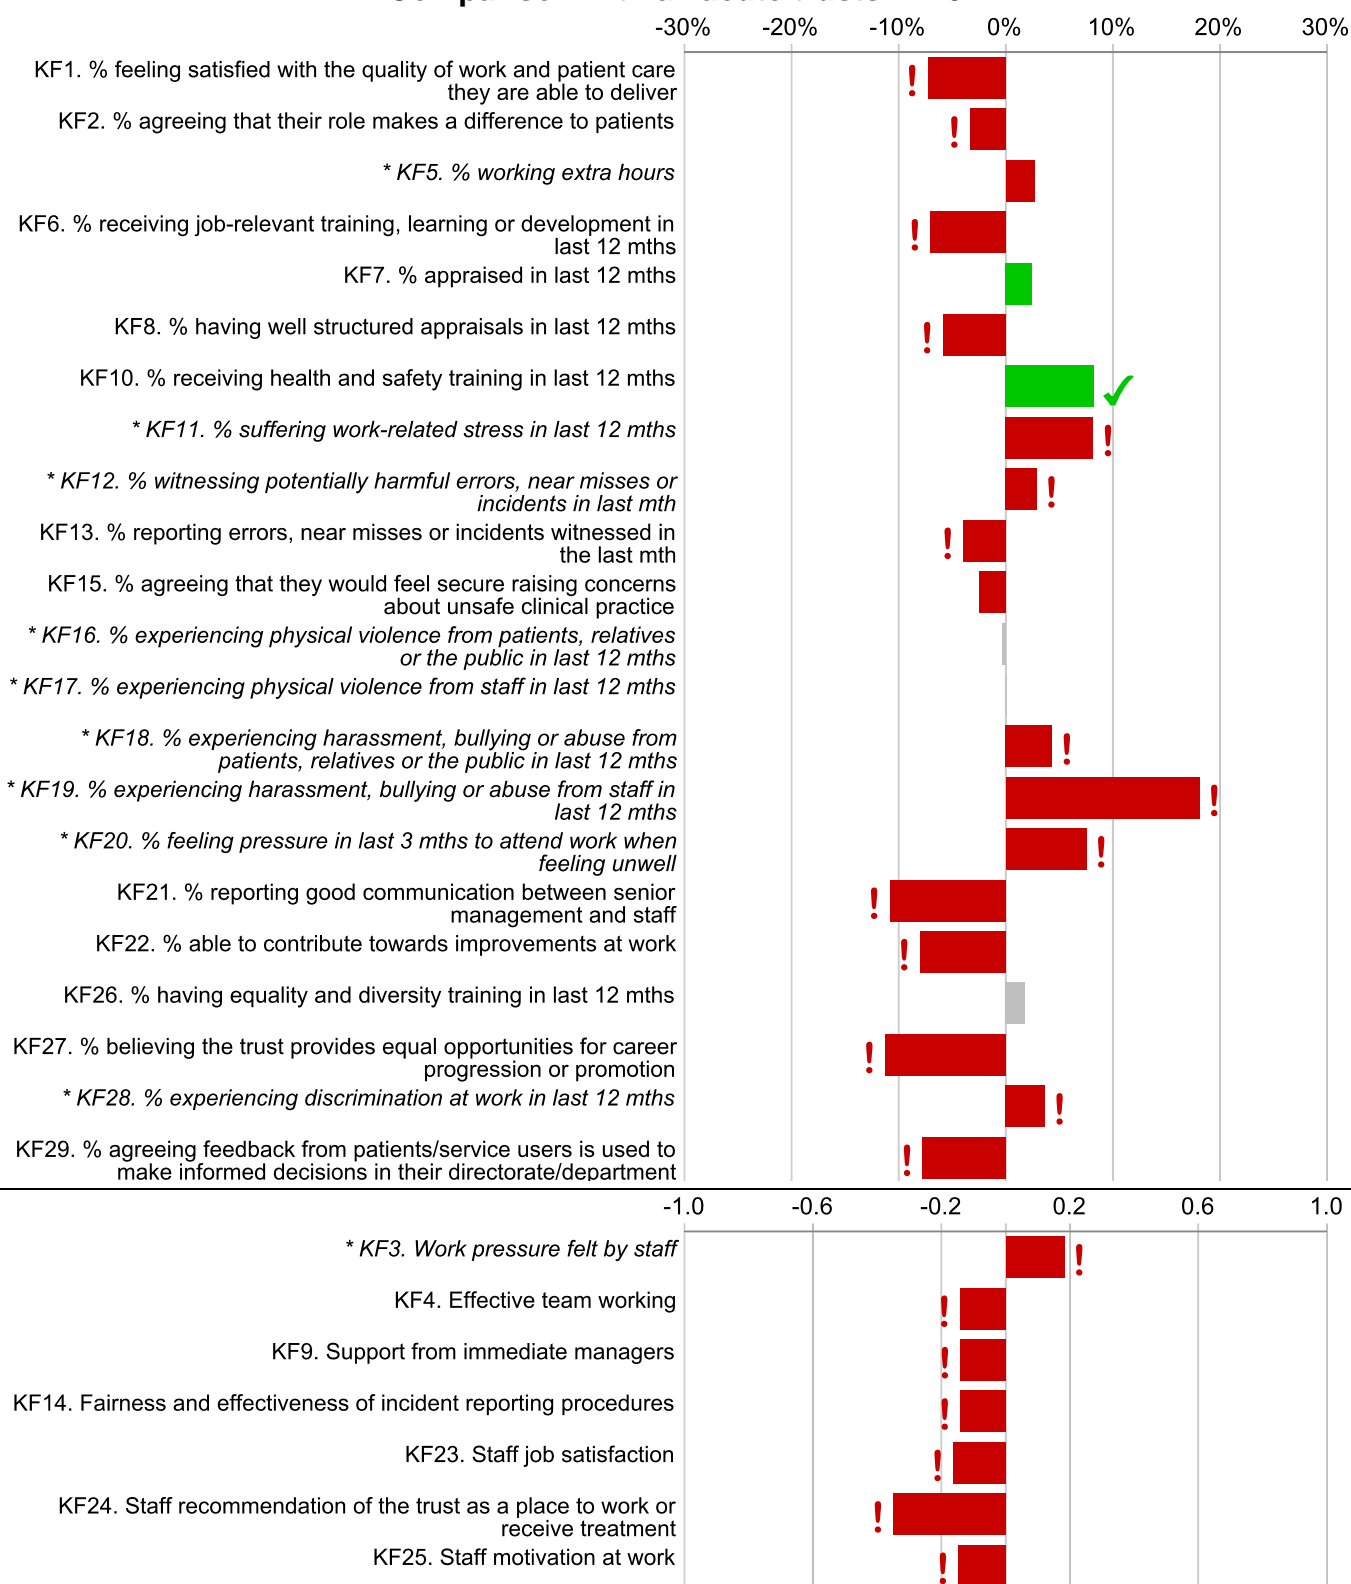 -30% -20% -10% 0% 10% 20% 30%
KF1. % feeling satisfied with the quality of work and patient care
they are able to deliver
KF2. % agreeing that their role makes a difference to patients
* KF5. % working extra hours
KF6. % receiving job-relevant training, learning or development in
last 12 mths
KF7. % appraised in last 12 mths
KF8. % having well structured appraisals in last 12 mths
KF10. % receiving health and safety training in last 12 mths
* KF11. % suffering work-related stress in last 12 mths
* KF12. % witnessing potentially harmful errors, near misses or
incidents in last mth
KF13. % reporting errors, near misses or incidents witnessed in
the last mth
KF15. % agreeing that they would feel secure raising concerns
about unsafe clinical practice
* KF16. % experiencing physical violence from patients, relatives
or the public in last 12 mths
* KF17. % experiencing physical violence from staff in last 12 mths
* KF18. % experiencing harassment, bullying or abuse from
patients, relatives or the public in last 12 mths
* KF19. % experiencing harassment, bullying or abuse from staff in
last 12 mths
* KF20. % feeling pressure in last 3 mths to attend work when
feeling unwell
KF21. % reporting good communication between senior
management and staff
KF22. % able to contribute towards improvements at work
KF26. % having equality and diversity training in last 12 mths
KF27. % believing the trust provides equal opportunities for career
progression or promotion
* KF28. % experiencing discrimination at work in last 12 mths
KF29. % agreeing feedback from patients/service users is used to
make informed decisions in their directorate/department
-1.0 -0.6 -0.2 0.2 0.6 1.0
* KF3. Work pressure felt by staff
KF4. Effective team working
KF9. Support from immediate managers
KF14. Fairness and effectiveness of incident reporting procedures
KF23. Staff job satisfaction
KF24. Staff recommendation of the trust as a place to work or
receive treatment
KF25. Staff motivation at work